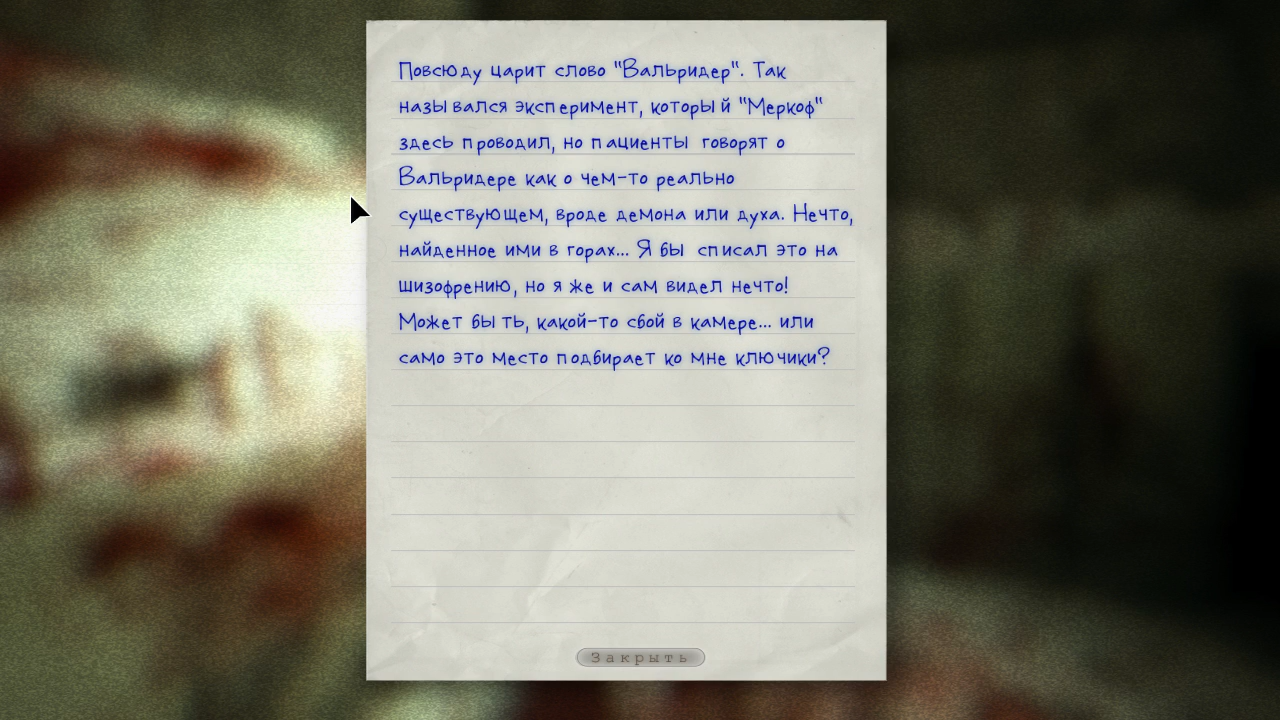 Повсюду царит слово "Вальридер". Так
назывался эксперимент, который "Меркоф"
здесь проводил, но пациенты говорят о
Вальридере как о чем-то реально
существующем, вроде демона или духа. Нечто,
найденное ими в горах... Я бы списал это на
шизофрению, но я же и сам видел нечто!
Может быть, какой-то сбой в камере... или
само это место подбирает ко мне ключики?
Закрыть